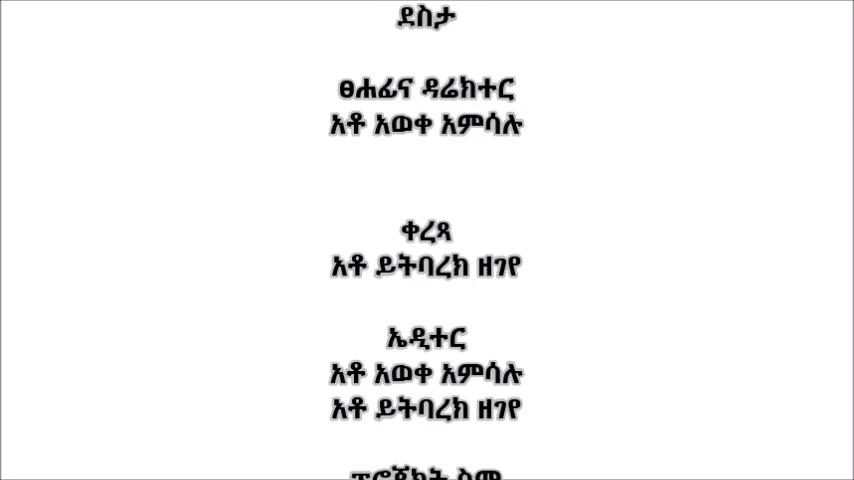 ደስታ
ፀሐፊና ዳሬክተር
አቶ አወቀ አምሳሉ
ቀረጻ
አቶ ይትባረክ ዘገየ
ኤዲተር
አቶ አወቀ አምሳሉ
አቶ ይትባረክ ዘገየ